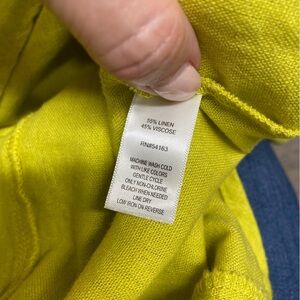 55% LINEN
45% VISCOSE
RN#54163
MACHINE WASH COLD
WITH LIKE COLORS
GENTLE CYCLE
ONLY NON-CHLORINE
BLEACH WHEN NEEDED
LINE DRY
LOW IRON ON REVERSE